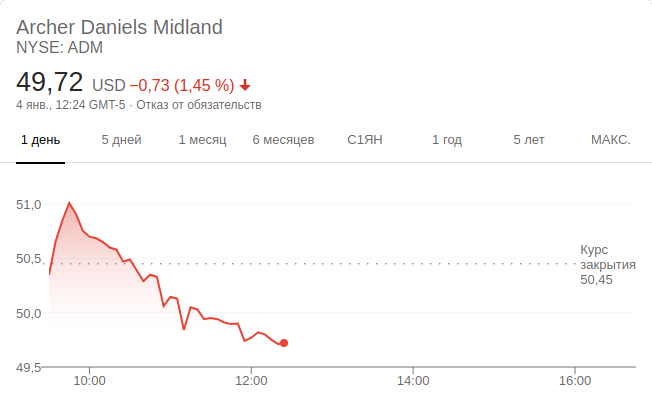 Archer Daniels Midland
NYSE: ADM
49,72 USD −0,73 (1,45 %)
4 янв., 12:24 GMT-5 · Отказ от обязательств
1 день 5 дней 1 месяц 6 месяцев С1ЯН 1 год 5 лет МАКС.
51,0
50,5
50,0
49,5
Курс
закрытия
50,45
10:00 12:00 14:00 16:00